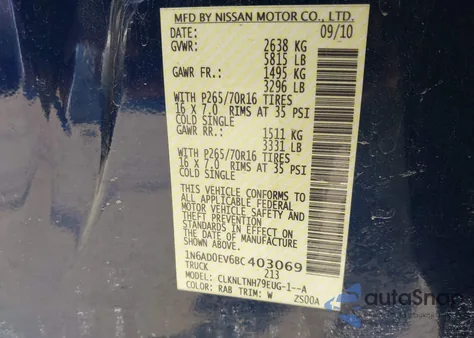 MFD BY NISSAN MOTOR CO., LTD.
DATE: 09/10
GVWR: 2638 KG
5815 LB
GAWR FR.: 1495 KG
3296 LB
WITH P265/70R16 TIRES
16 X 7.0 RIMS AT 35 PSI
COLD SINGLE
GAWR RR.: 1511 KG
3331 LB
WITH P265/70R16 TIRES
16 X 7.0 RIMS AT 35 PSI
COLD SINGLE
THIS VEHICLE CONFORMS TO
ALL APPLICABLE FEDERAL
MOTOR VEHICLE SAFETY AND
THEFT PREVENTION
STANDARDS IN EFFECT ON
THE DATE OF MANUFACTURE
SHOWN ABOVE.
1N6AD0EV6BC403069
TRUCK 213
MODEL: CLKNLTNH79EUG-1--A
COLOR: RAB TRIM: W ZS00A
autoSnap